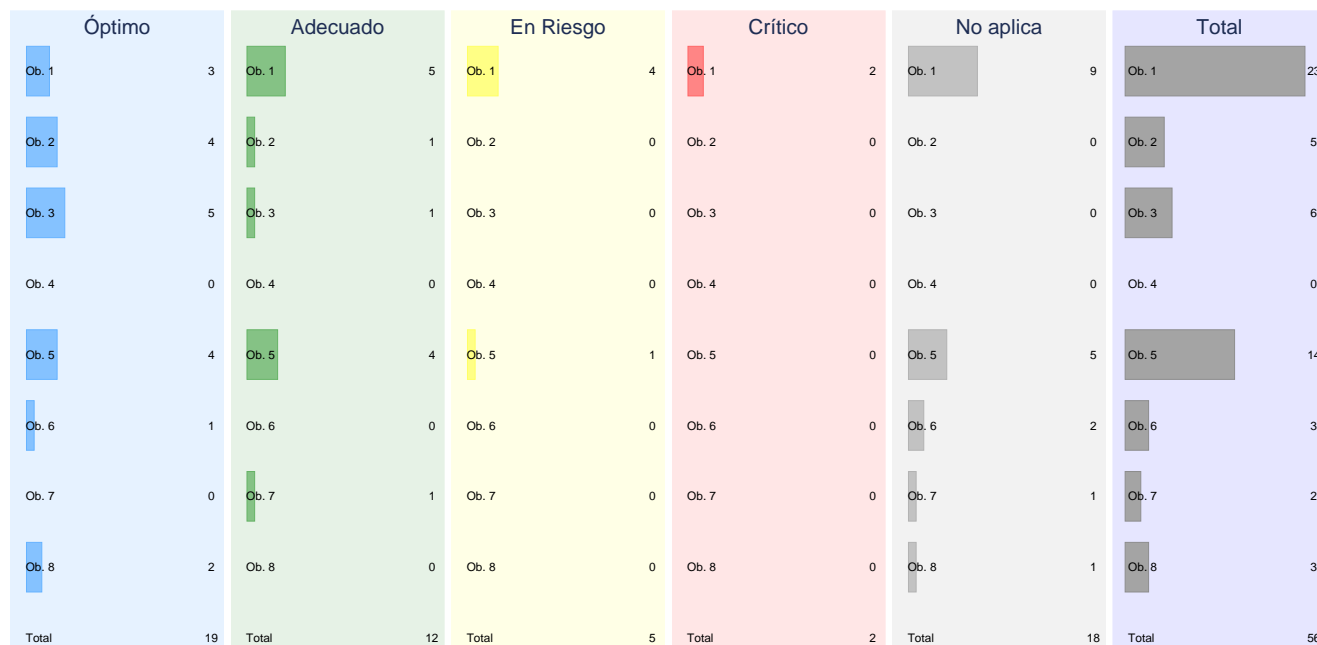 Óptimo Adecuado En Riesgo Crítico No aplica Total
Ob. 1 3 Ob. 1 5 Ob. 1 4 Ob. 1 2 Ob. 1 9 Ob. 1 23
Ob. 2 4 Ob. 2 1 Ob. 2 0 Ob. 2 0 Ob. 2 0 Ob. 2 5
Ob. 3 5 Ob. 3 1 Ob. 3 0 Ob. 3 0 Ob. 3 0 Ob. 3 6
Ob. 4 0 Ob. 4 0 Ob. 4 0 Ob. 4 0 Ob. 4 0 Ob. 4 0
Ob. 5 4 Ob. 5 4 Ob. 5 1 Ob. 5 0 Ob. 5 5 Ob. 5 14
Ob. 6 1 Ob. 6 0 Ob. 6 0 Ob. 6 0 Ob. 6 2 Ob. 6 3
Ob. 7 0 Ob. 7 1 Ob. 7 0 Ob. 7 0 Ob. 7 1 Ob. 7 2
Ob. 8 2 Ob. 8 0 Ob. 8 0 Ob. 8 0 Ob. 8 1 Ob. 8 3
Total 19 Total 12 Total 5 Total 2 Total 18 Total 56